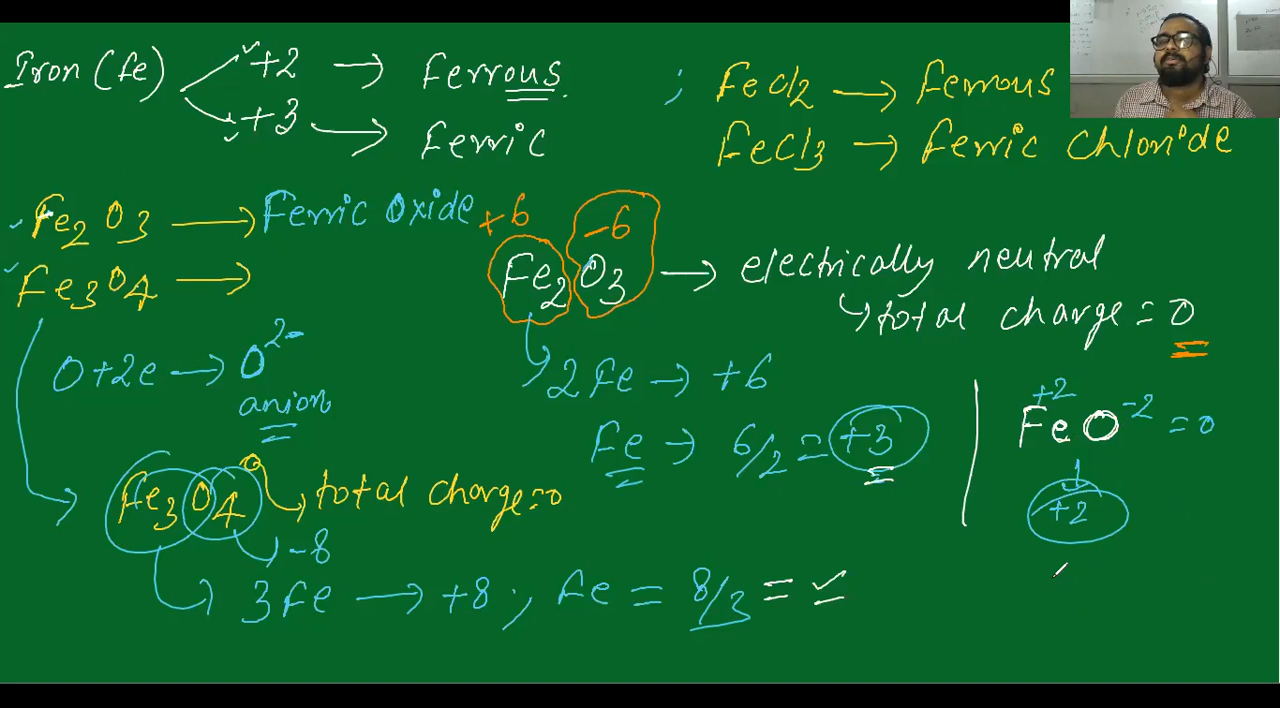 Iron (fe) +2 → Ferrous ; FeCl2 → Ferrous
+3 → Ferric FeCl3 → Ferric Chloride
Fe2O3 → Ferric Oxide +6 -6
Fe3O4 → Fe2O3 → electrically neutral
↳ total charge = 0
O+2e → O2- 2Fe → +6 +2
anion FeO-2 = 0
Fe → 6/2 = +3
Fe3O4 → total charge=0 +2
→ -8
3Fe → +8 ; Fe = 8/3 = ✓